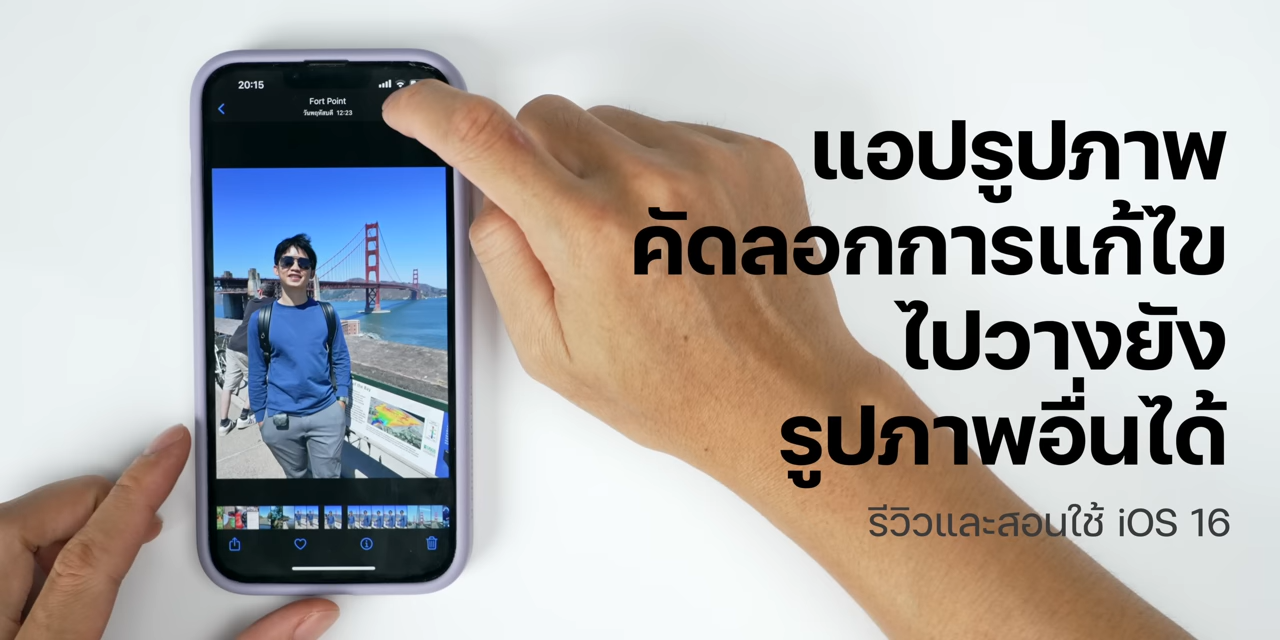 20:15
Fort Point
วันพฤหัสบดี 12:23
แอปรูปภาพ
คัดลอกการแก้ไข
ไปวางยัง
รูปภาพอื่นได้
รีวิวและสอนใช้ iOS 16